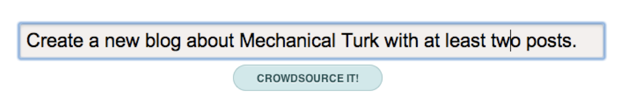 Create a new blog about Mechanical Turk with at least two posts.
CROWDSOURCE IT!